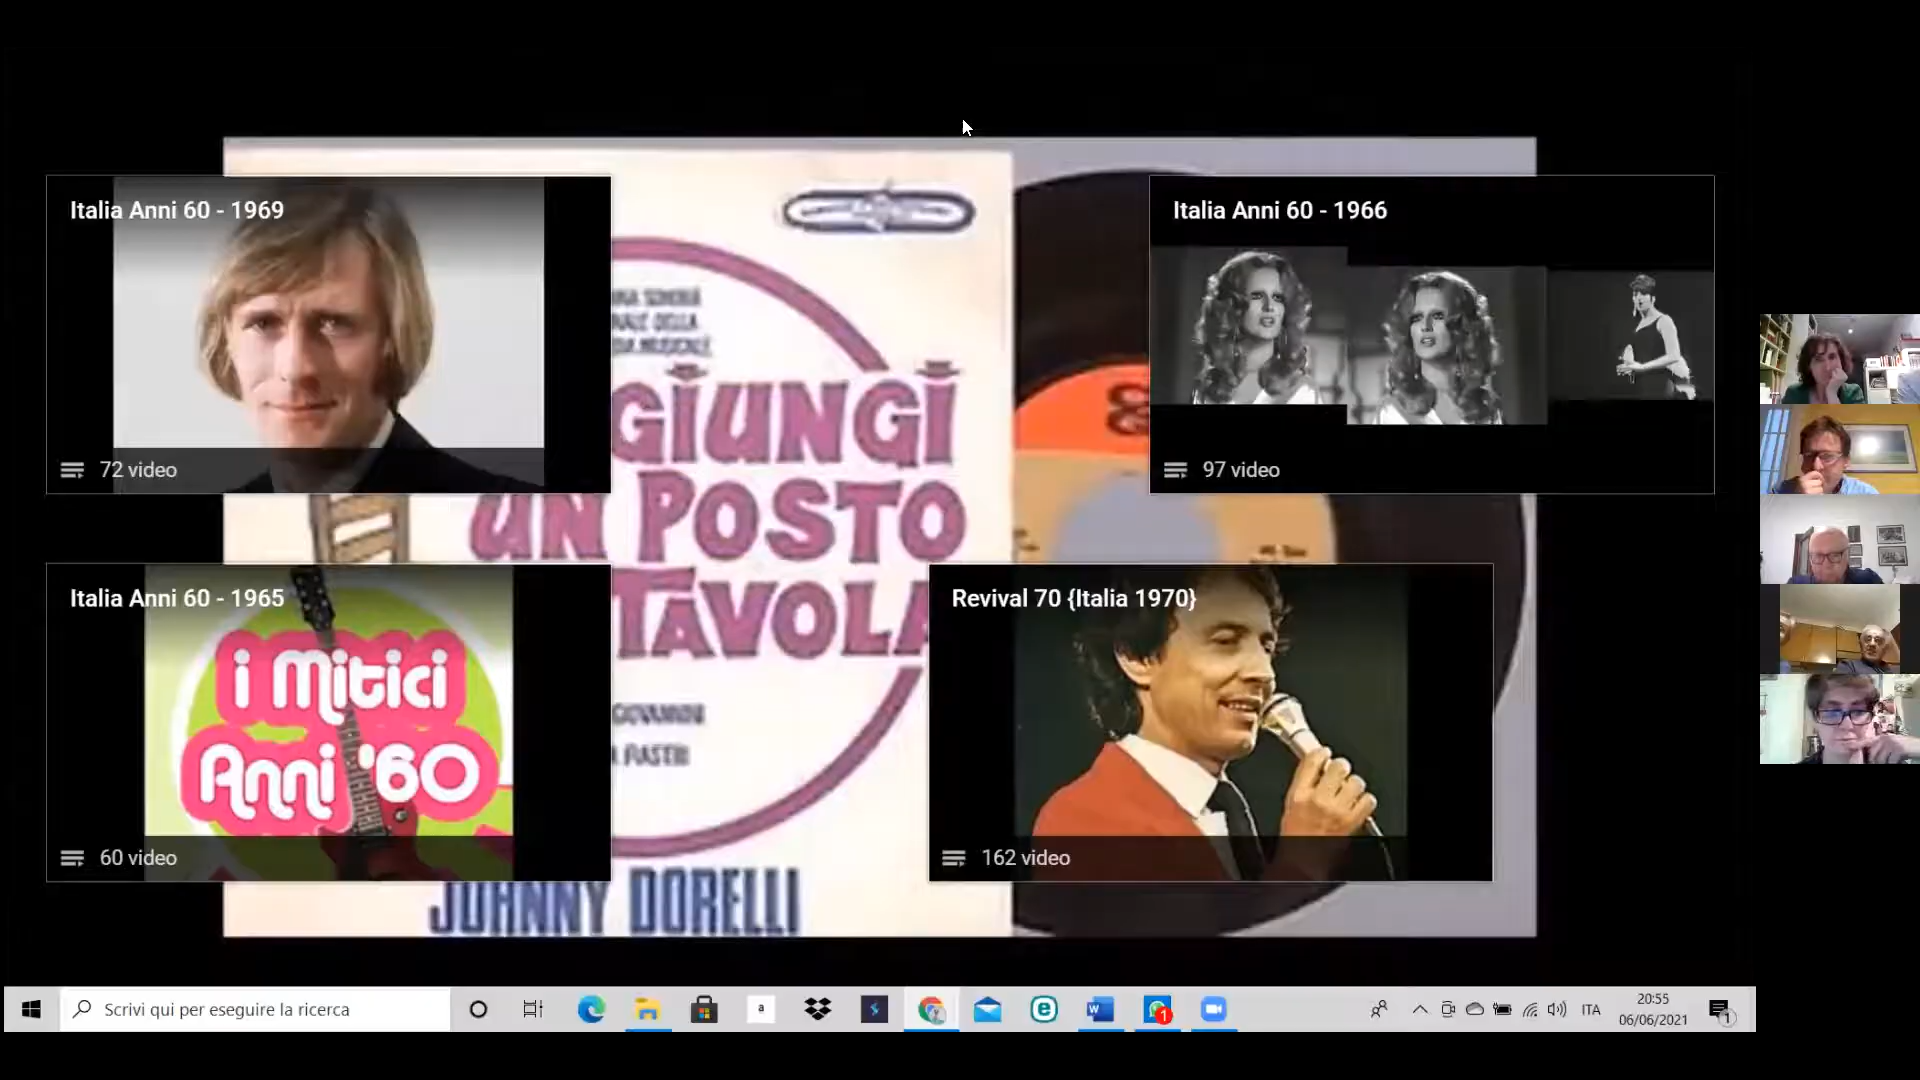 Italia Anni 60 - 1969
72 video
Italia Anni 60 - 1966
97 video
GIUNGI
UN POSTO
TAVOLA
JOHNNY DORELLI
Italia Anni 60 - 1965
i Mitici
Anni '60
60 video
Revival 70 {Italia 1970}
162 video
Scrivi qui per eseguire la ricerca
a
1
ITA
20:55
06/06/2021
1